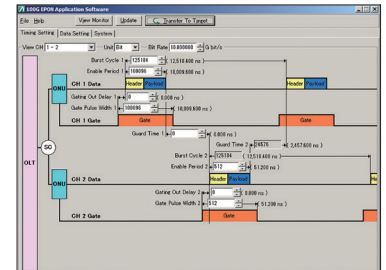 100G EPON Application Software
File Help View Monitor Update Transfer To Target
Timing Setting Data Setting System
View CH 1 - 2 Unit Bit Bit Rate 10.000000 G bit/s
Burst Cycle 1 125184 ( 12,518.400 ns )
Enable Period 1 100096 ( 10,009.600 ns )
CH 1 Data Header Payload Header Payload
ONU
Gating Out Delay 1 0 ( 0.000 ns )
Gate Pulse Width 1 100096 ( 10,009.600 ns )
CH 1 Gate Gate Gate
Guard Time 1 0 ( 0.000 ns )
SG
Guard Time 2 24576 ( 2,457.600 ns )
Burst Cycle 2 125184 ( 12,518.400 ns )
OLT
Enable Period 2 512 ( 51.200 ns )
ONU
CH 2 Data Header Payload He
Gating Out Delay 2 0 ( 0.000 ns )
Gate Pulse Width 2 512 ( 51.200 ns )
CH 2 Gate Gate